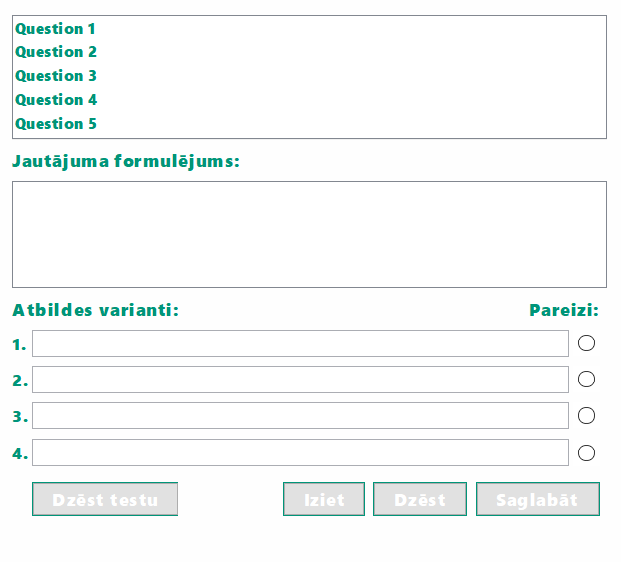 Question 1
Question 2
Question 3
Question 4
Question 5
Jautājuma formulējums:
Atbildes varianti: Pareizi:
1.
2.
3.
4.
Dzēst testu Iziet Dzēst Saglabāt